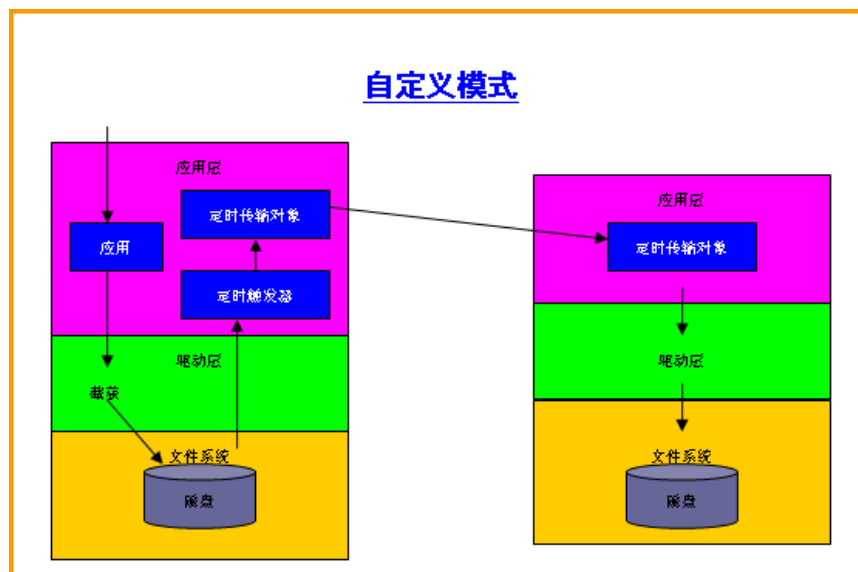 自定义模式
应用层
定时传输对象
应用
定时触发器
驱动层
截获
文件系统
磁盘
应用层
定时传输对象
驱动层
文件系统
磁盘